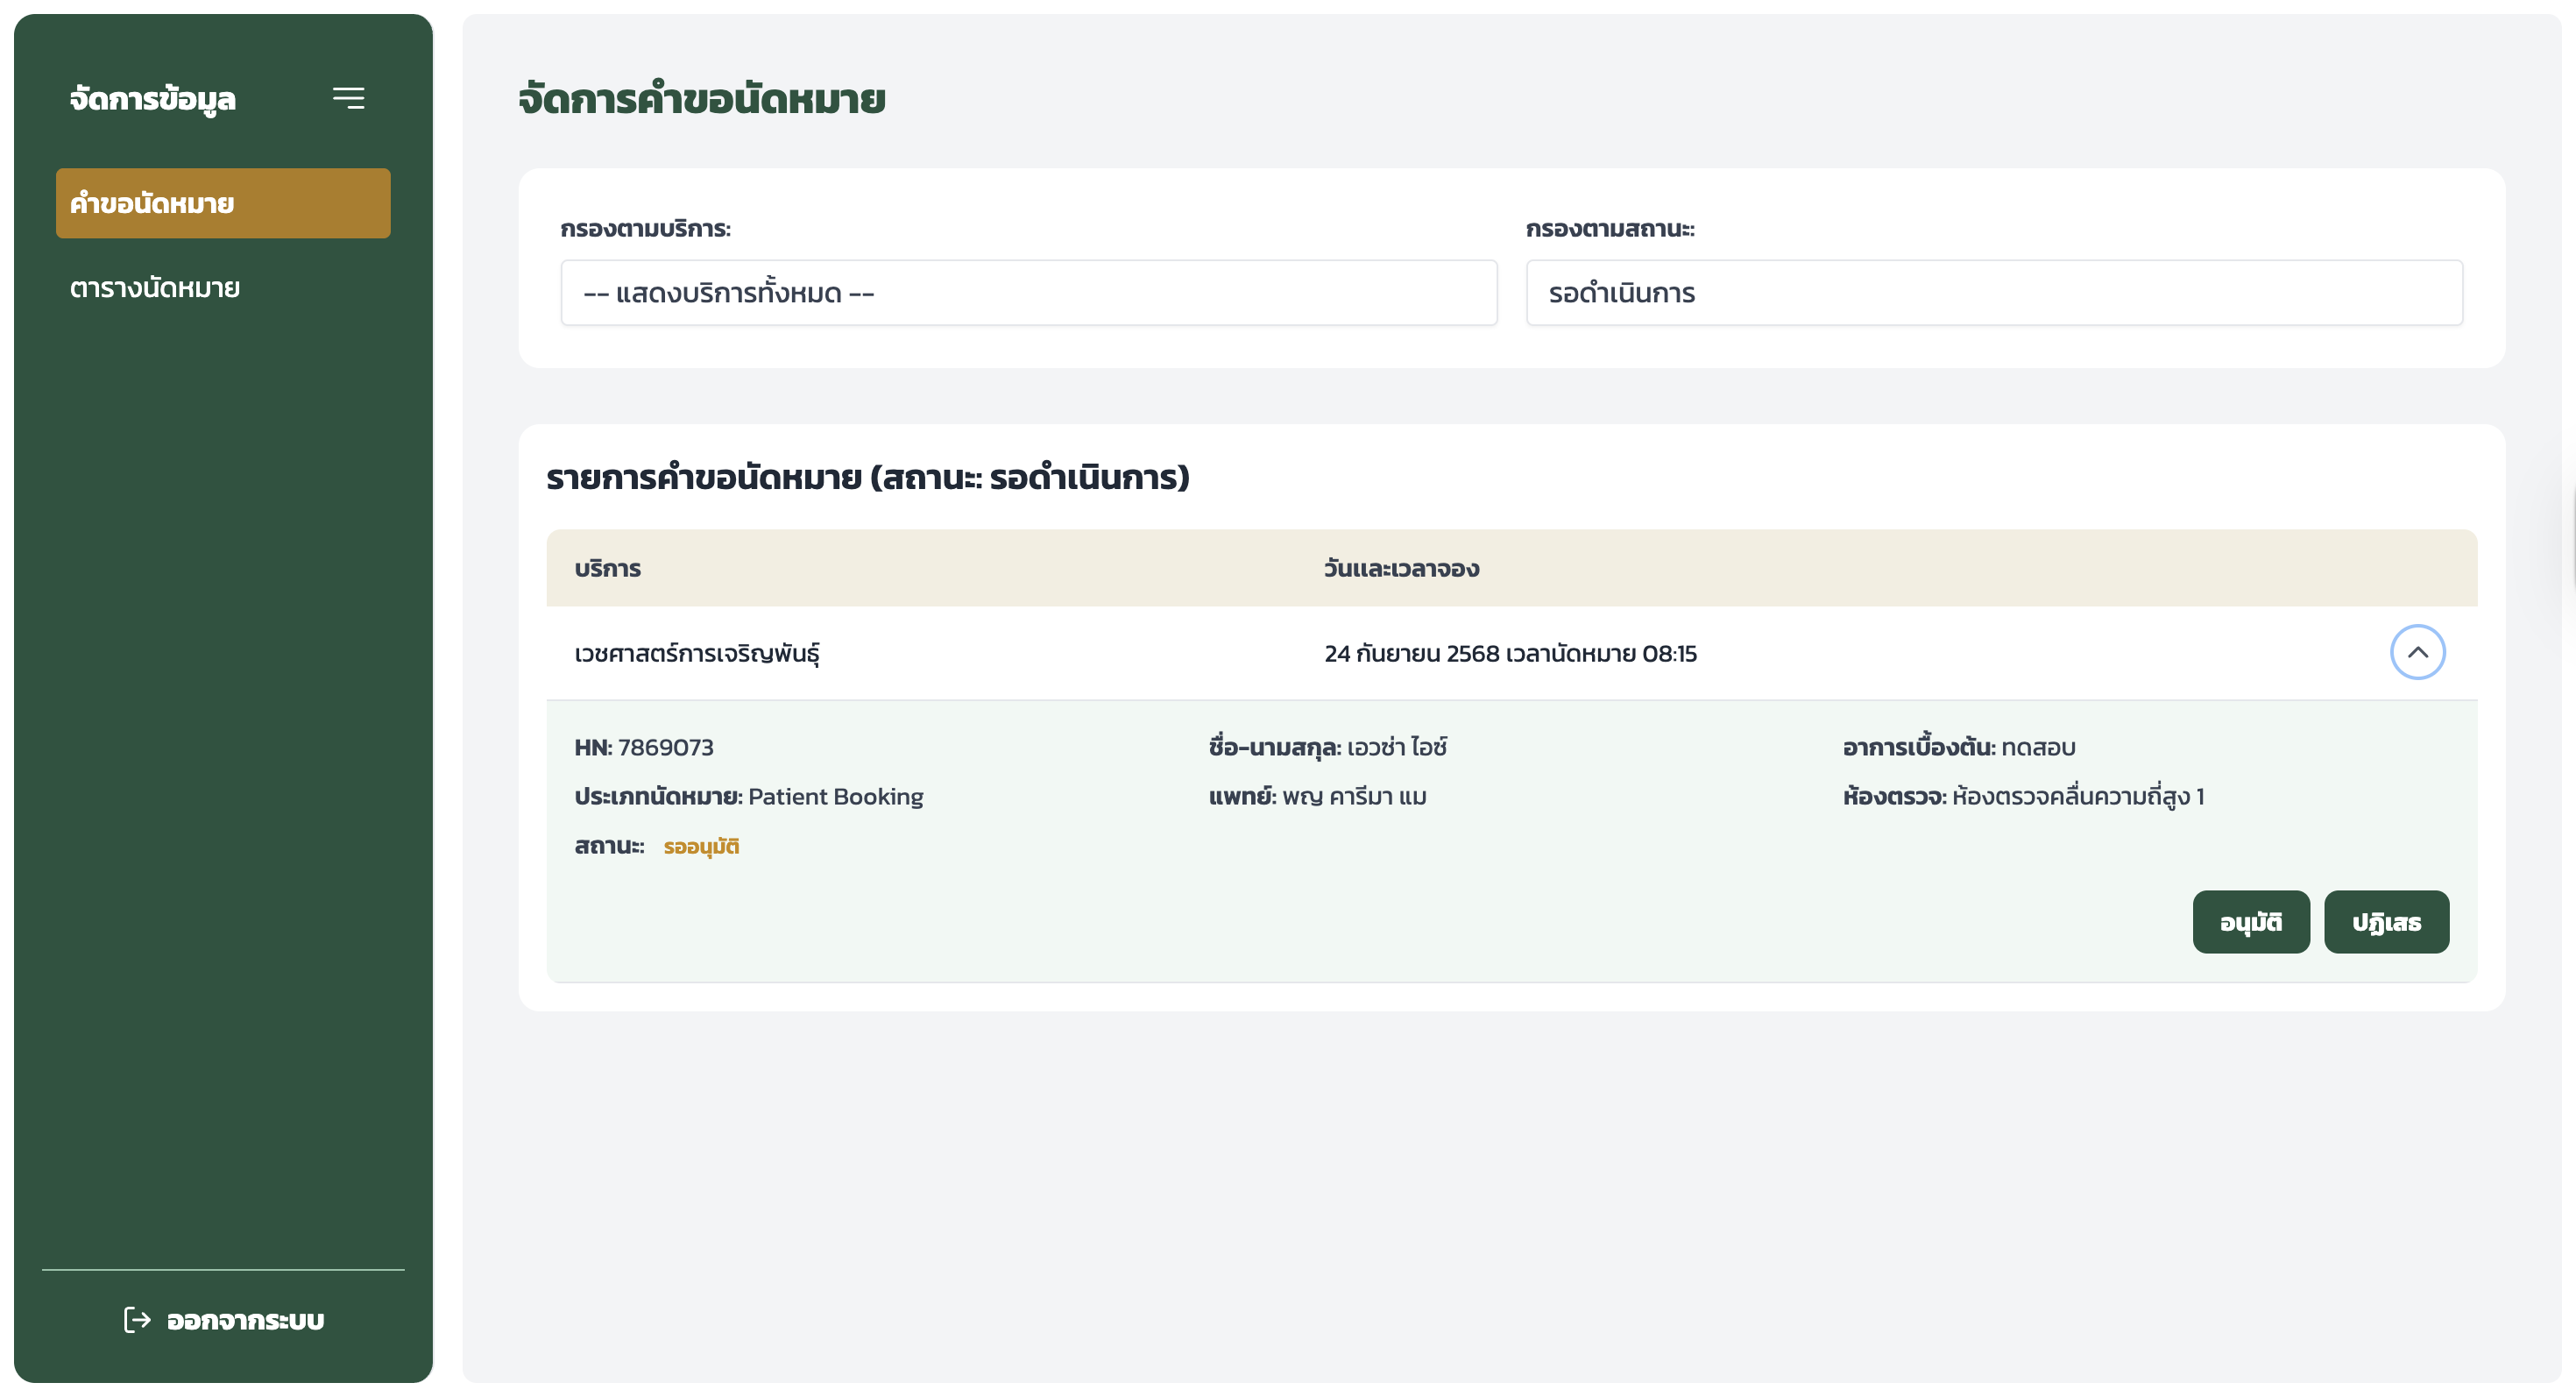 จัดการข้อมูล
คำขอนัดหมาย
ตารางนัดหมาย
ออกจากระบบ
จัดการคำขอนัดหมาย
กรองตามบริการ:
-- แสดงบริการทั้งหมด --
กรองตามสถานะ:
รอดำเนินการ
รายการคำขอนัดหมาย (สถานะ: รอดำเนินการ)
บริการ วันและเวลาจอง
เวชศาสตร์การเจริญพันธุ์ 24 กันยายน 2568 เวลานัดหมาย 08:15
HN: 7869073 ชื่อ-นามสกุล: เอวซ่า ไอซ์ อาการเบื้องต้น: ทดสอบ
ประเภทนัดหมาย: Patient Booking แพทย์: พญ คารีมา แม ห้องตรวจ: ห้องตรวจคลื่นความถี่สูง 1
สถานะ: รออนุมัติ
อนุมัติ ปฏิเสธ